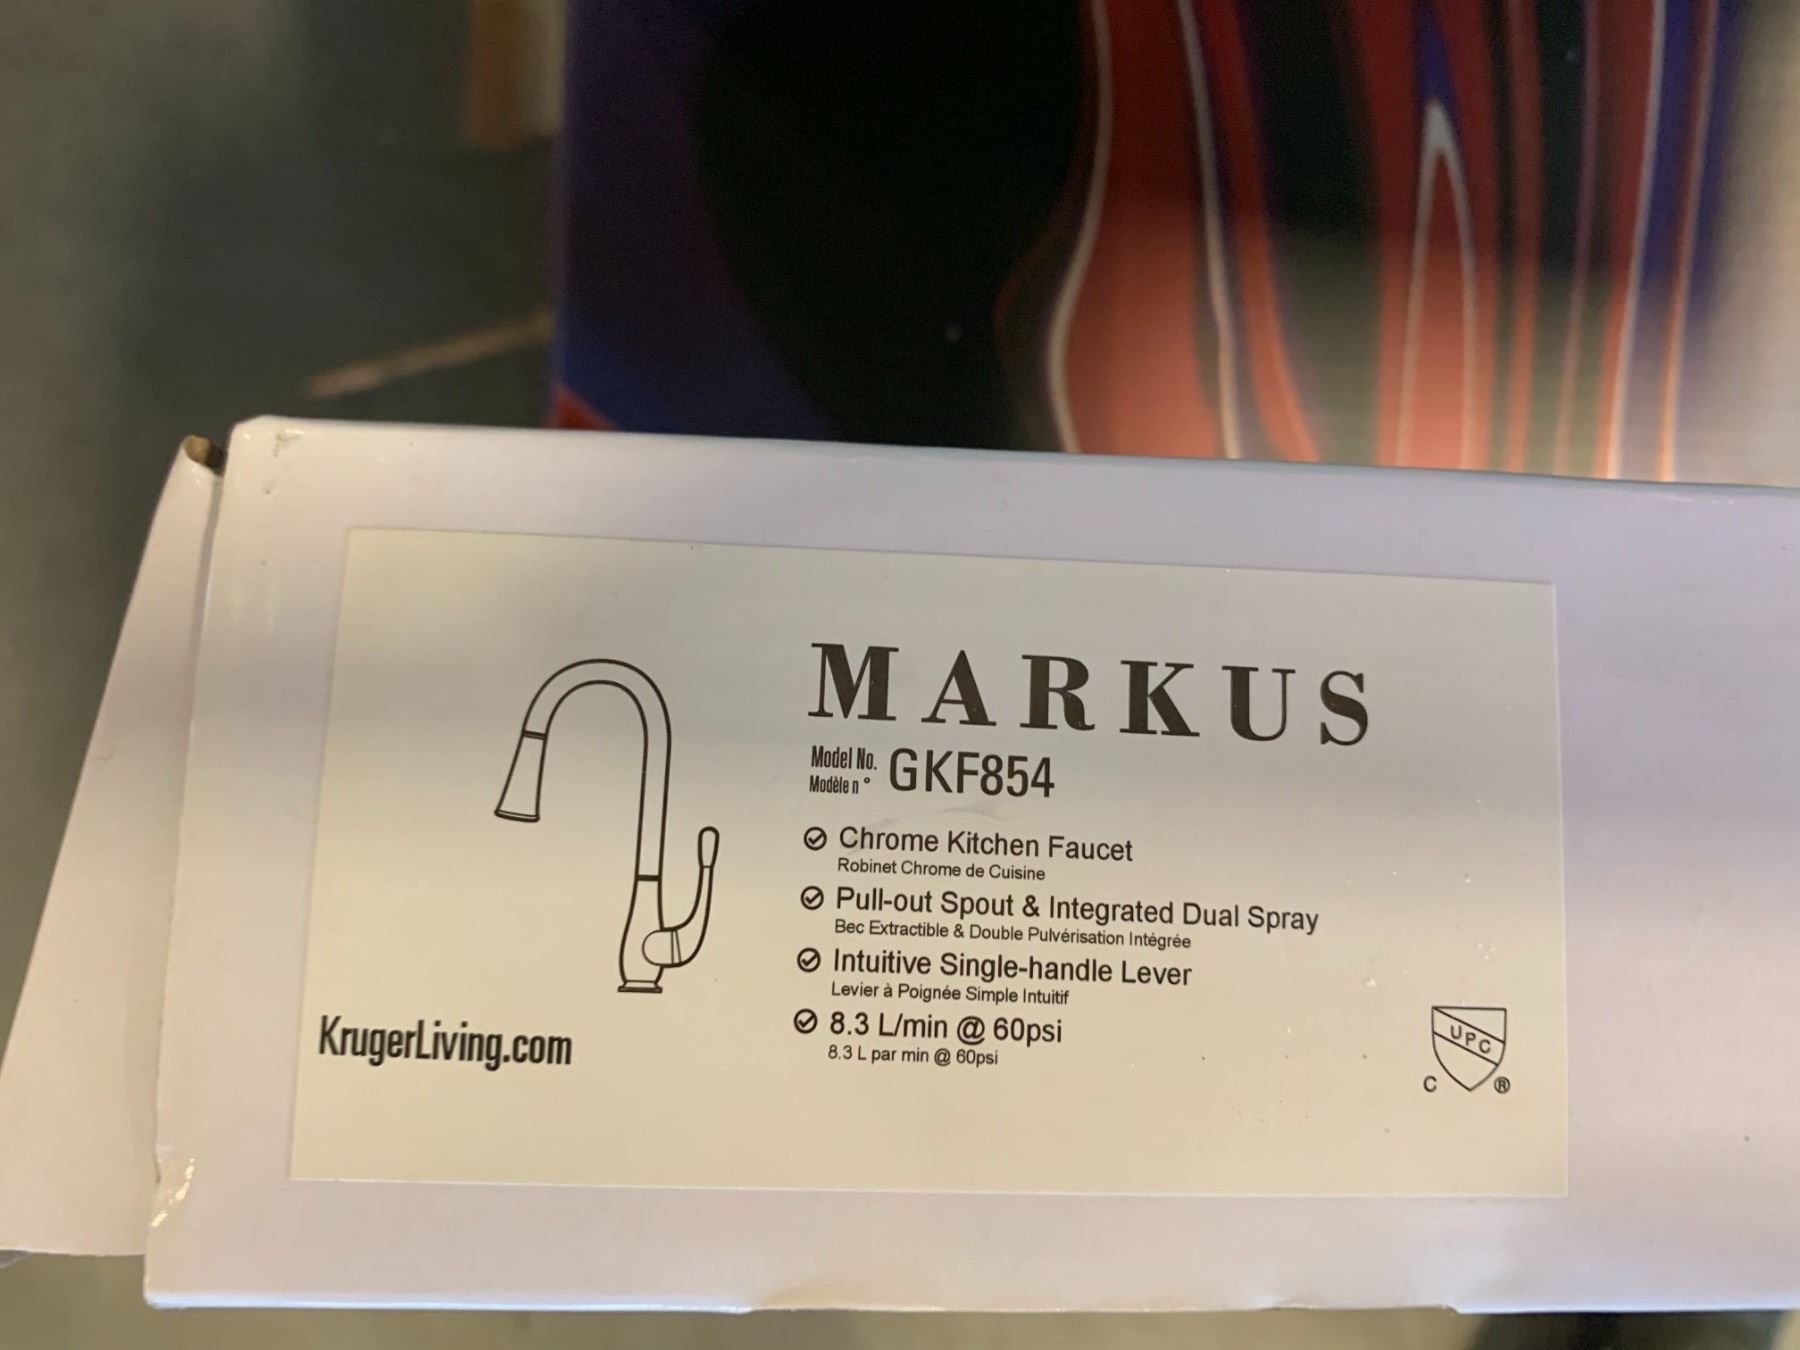 MARKUS
Model No.
Modèle n°
GKF854
Chrome Kitchen Faucet
Robinet Chrome de Cuisine
Pull-out Spout & Integrated Dual Spray
Bec Extractible & Double Pulvérisation Intégrée
Intuitive Single-handle Lever
Levier à Poignée Simple Intuitif
8.3 L/min @ 60psi
8.3 L par min @ 60psi
KrugerLiving.com
UPC
C ®